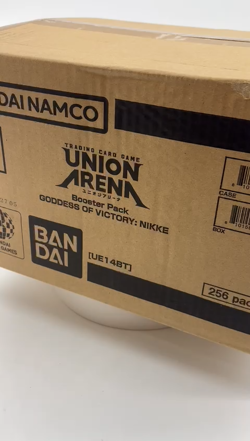 DAI NAMCO
TRADING CARD GAME
UNION
ARENA
ユニオンアリーナ
Booster Pack
GODDESS OF VICTORY: NIKKE
BAN
DAI
[UE14BT]
CASE
BOX
256 pac
GAMES